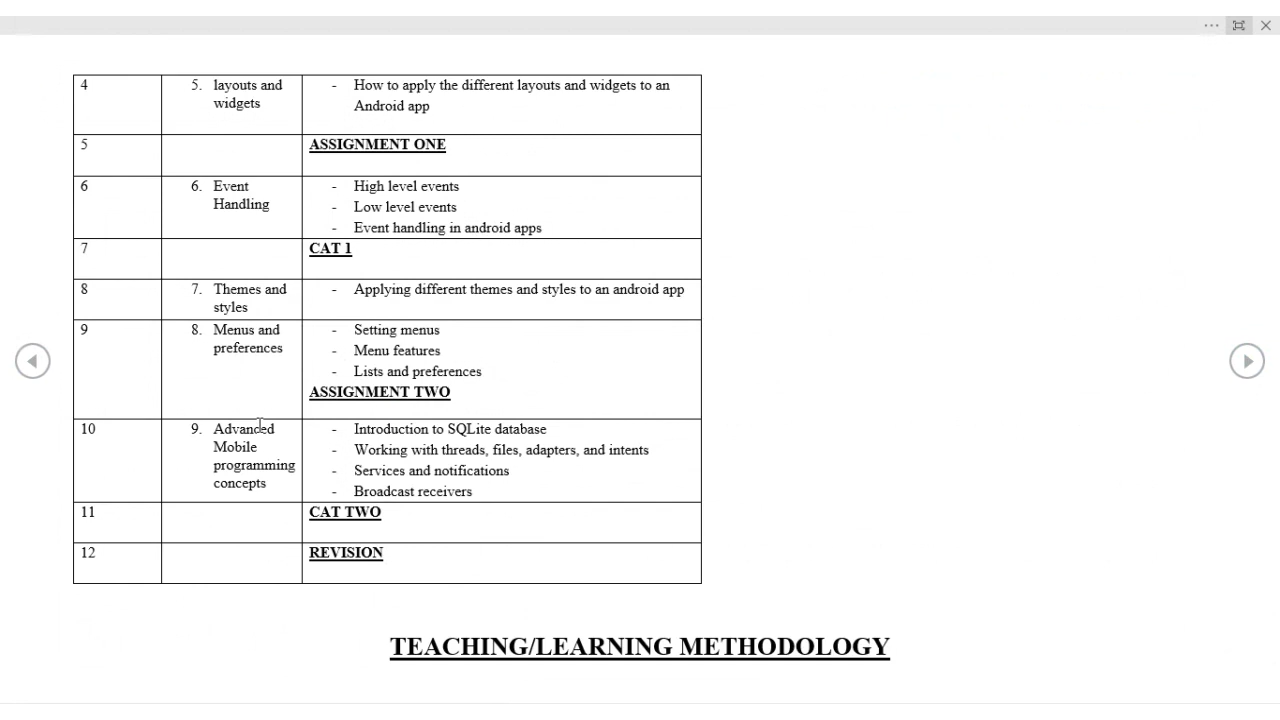 4
5. layouts and
widgets
- How to apply the different layouts and widgets to an
Android app
5
ASSIGNMENT ONE
6
6. Event
Handling
- High level events
- Low level events
- Event handling in android apps
7
CAT 1
8
7. Themes and
styles
- Applying different themes and styles to an android app
9
8. Menus and
preferences
- Setting menus
- Menu features
- Lists and preferences
ASSIGNMENT TWO
10
9. Advanced
Mobile
programming
concepts
- Introduction to SQLite database
- Working with threads, files, adapters, and intents
- Services and notifications
- Broadcast receivers
11
CAT TWO
12
REVISION
TEACHING/LEARNING METHODOLOGY